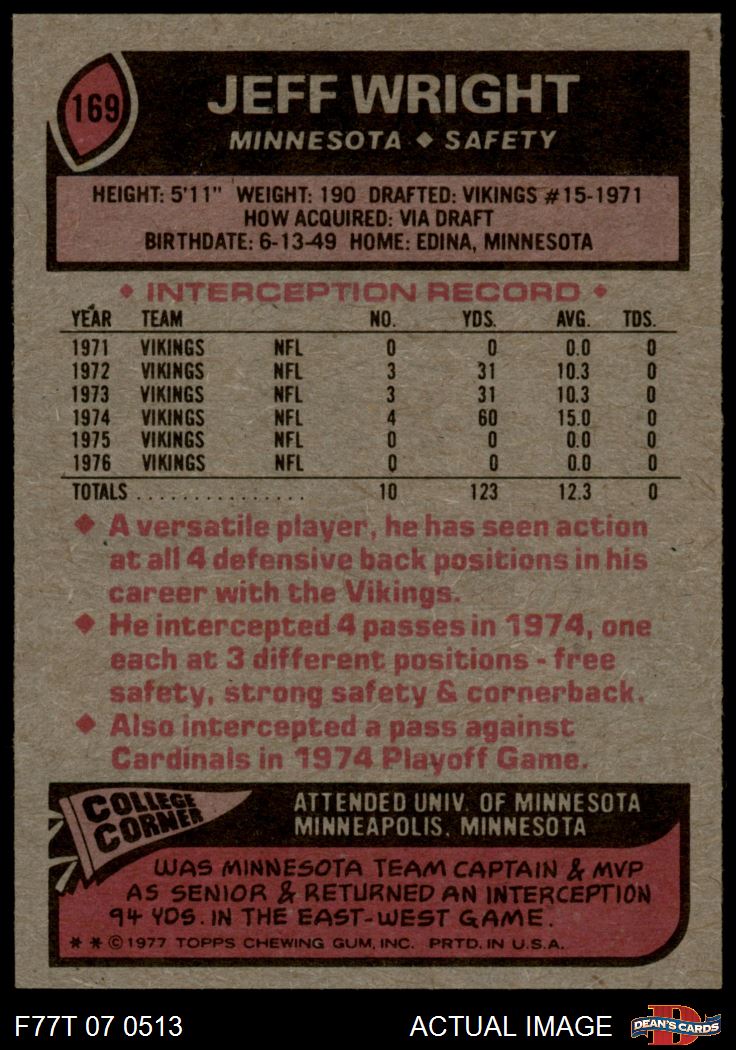 169
JEFF WRIGHT
MINNESOTA ◆ SAFETY
HEIGHT: 5'11" WEIGHT: 190 DRAFTED: VIKINGS #15-1971
HOW ACQUIRED: VIA DRAFT
BIRTHDATE: 6-13-49 HOME: EDINA, MINNESOTA
◆ INTERCEPTION RECORD ◆
YEAR TEAM NO. YDS. AVG. TDS.
1971 VIKINGS NFL 0 0 0.0 0
1972 VIKINGS NFL 3 31 10.3 0
1973 VIKINGS NFL 3 31 10.3 0
1974 VIKINGS NFL 4 60 15.0 0
1975 VIKINGS NFL 0 0 0.0 0
1976 VIKINGS NFL 0 0 0.0 0
TOTALS . . . . . . . . . . . . . . . . 10 123 12.3 0
◆ A versatile player, he has seen action
at all 4 defensive back positions in his
career with the Vikings.
◆ He intercepted 4 passes in 1974, one
each at 3 different positions - free
safety, strong safety & cornerback.
◆ Also intercepted a pass against
Cardinals in 1974 Playoff Game.
COLLEGE
CORNER
ATTENDED UNIV. OF MINNESOTA
MINNEAPOLIS, MINNESOTA
WAS MINNESOTA TEAM CAPTAIN & MVP
AS SENIOR & RETURNED AN INTERCEPTION
94 YDS. IN THE EAST-WEST GAME.
* * © 1977 TOPPS CHEWING GUM, INC. PRTD. IN U.S.A.
F77T 07 0513 ACTUAL IMAGE
D
DEAN'S CARDS